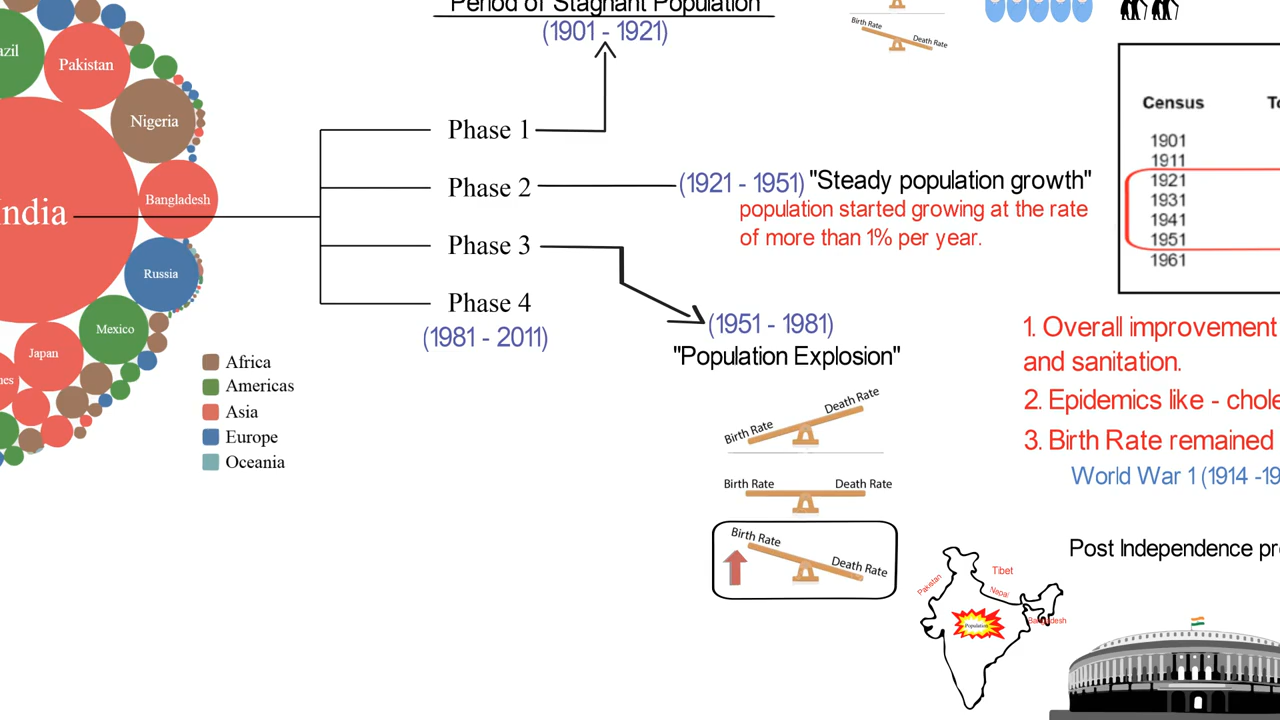 Period of Stagnant Population
(1901 - 1921)
Birth Rate
Death Rate
Pakistan
Nigeria
India
Bangladesh
Russia
Mexico
Japan
Phase 1
Phase 2
(1921 - 1951) "Steady population growth"
population started growing at the rate
of more than 1% per year.
Phase 3
Phase 4
(1981 - 2011)
(1951 - 1981)
"Population Explosion"
Africa
Americas
Asia
Europe
Oceania
Birth Rate
Death Rate
Birth Rate
Death Rate
Birth Rate
Death Rate
Census
1901
1911
1921
1931
1941
1951
1961
1. Overall improvement
and sanitation.
2. Epidemics like -
3. Birth Rate remained
World War 1 (1914 -
Post Independence
Pakistan
Tibet
Nepal
Bangladesh
Population